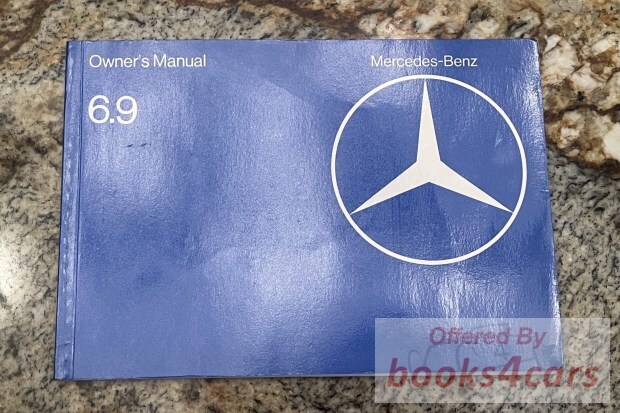 Owner's Manual
Mercedes-Benz
6.9
Offered By
books4cars